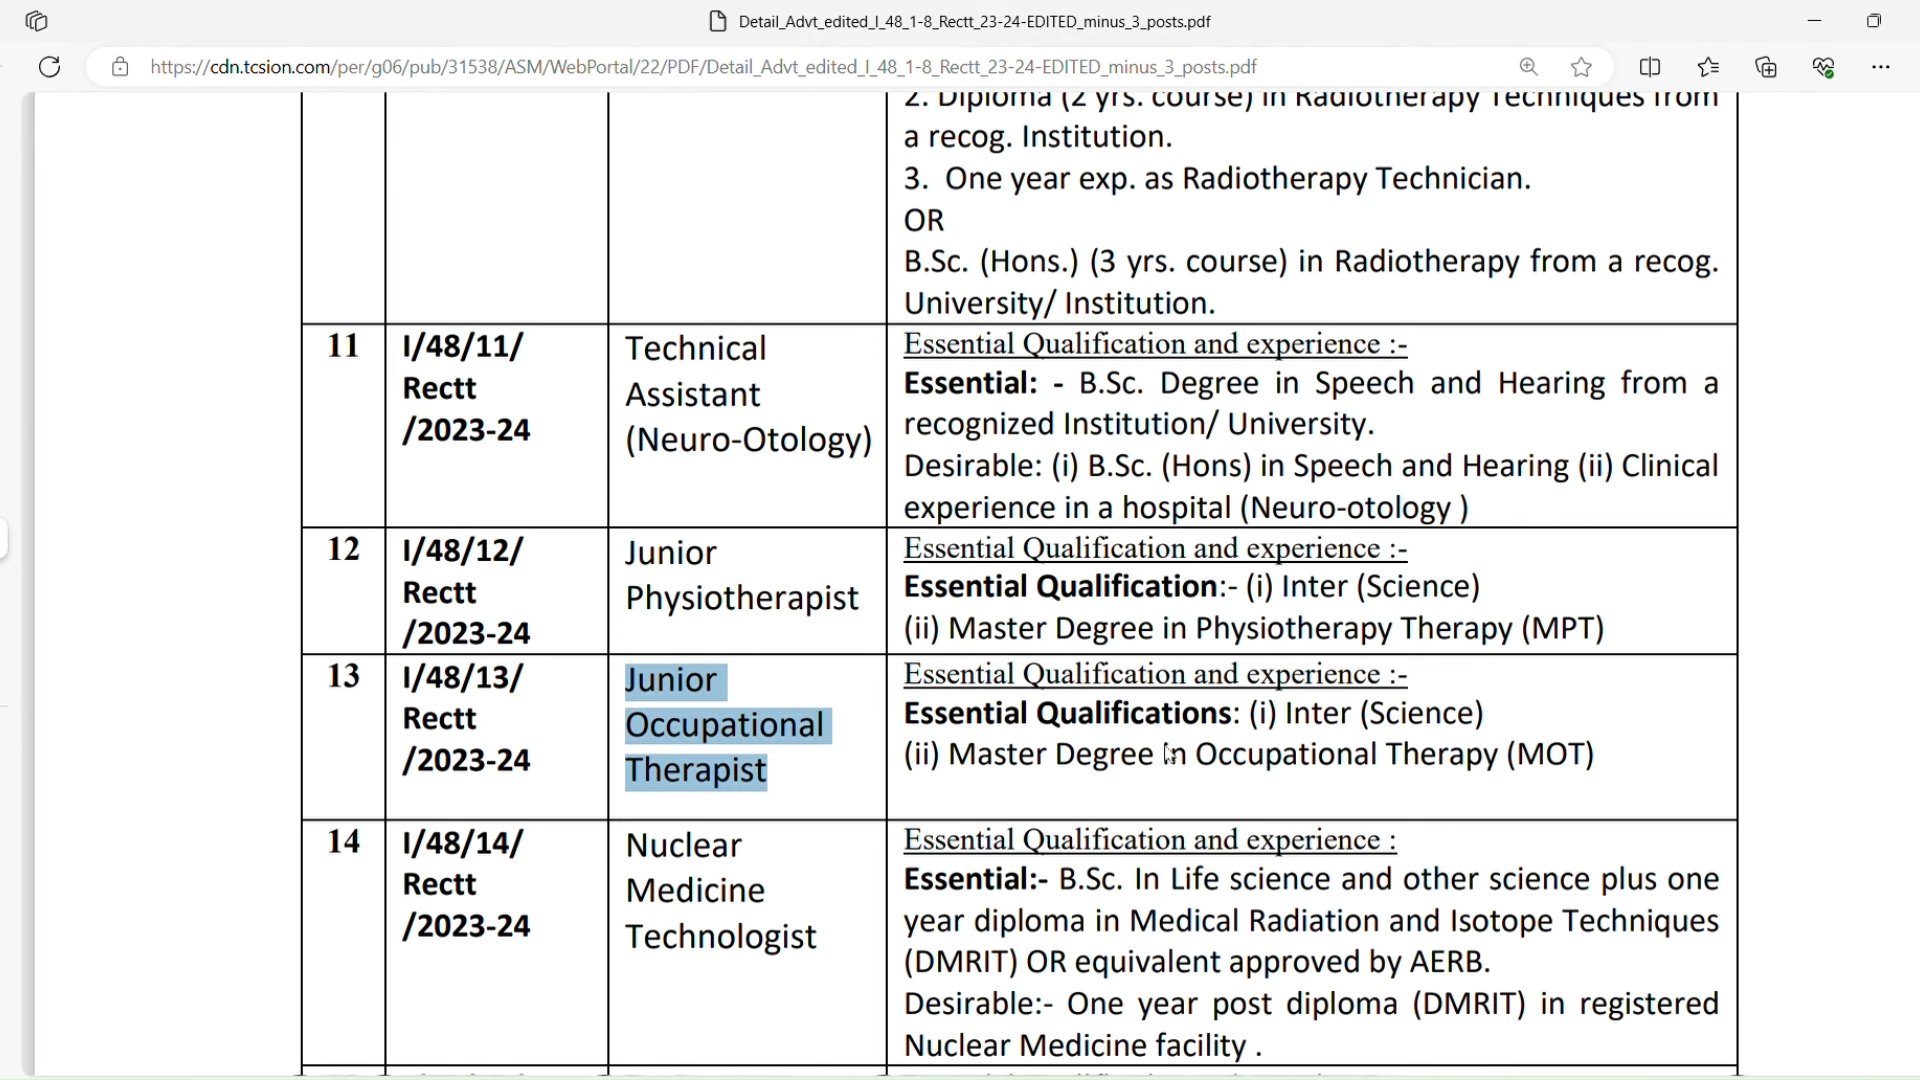 Detail_Advt_edited_I_48_1-8_Rectt_23-24-EDITED_minus_3_posts.pdf
https://cdn.tcsion.com/per/g06/pub/31538/ASM/WebPortal/22/PDF/Detail_Advt_edited_I_48_1-8_Rectt_23-24-EDITED_minus_3_posts.pdf
2. Diploma (2 yrs. course) in Radiotherapy Techniques from
a recog. Institution.
3. One year exp. as Radiotherapy Technician.
OR
B.Sc. (Hons.) (3 yrs. course) in Radiotherapy from a recog.
University/ Institution.
11
I/48/11/
Rectt
/2023-24
Technical
Assistant
(Neuro-Otology)
Essential Qualification and experience :-
Essential: - B.Sc. Degree in Speech and Hearing from a
recognized Institution/ University.
Desirable: (i) B.Sc. (Hons) in Speech and Hearing (ii) Clinical
experience in a hospital (Neuro-otology )
12
I/48/12/
Rectt
/2023-24
Junior
Physiotherapist
Essential Qualification and experience :-
Essential Qualification:- (i) Inter (Science)
(ii) Master Degree in Physiotherapy Therapy (MPT)
13
I/48/13/
Rectt
/2023-24
Junior
Occupational
Therapist
Essential Qualification and experience :-
Essential Qualifications: (i) Inter (Science)
(ii) Master Degree in Occupational Therapy (MOT)
14
I/48/14/
Rectt
/2023-24
Nuclear
Medicine
Technologist
Essential Qualification and experience :
Essential:- B.Sc. In Life science and other science plus one
year diploma in Medical Radiation and Isotope Techniques
(DMRIT) OR equivalent approved by AERB.
Desirable:- One year post diploma (DMRIT) in registered
Nuclear Medicine facility .